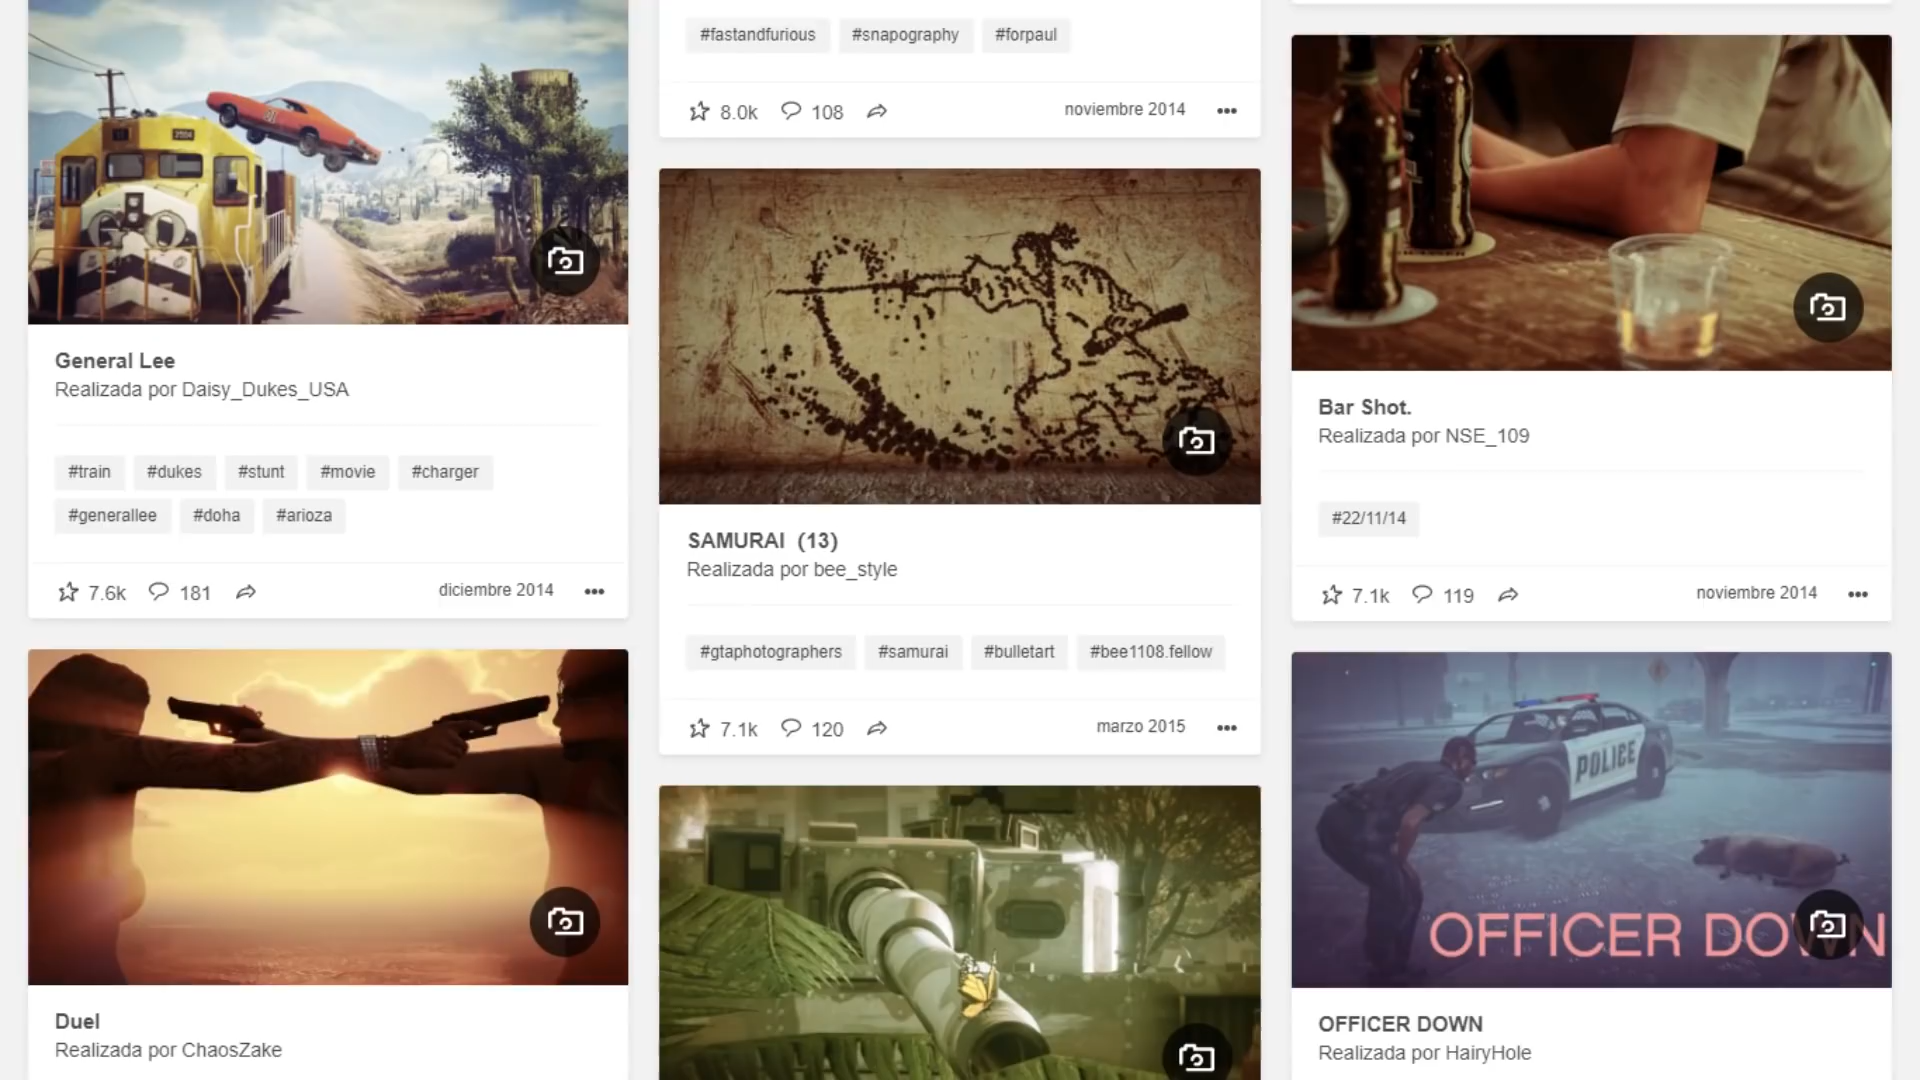 General Lee
Realizada por Daisy_Dukes_USA
#train #dukes #stunt #movie #charger
#generallee #doha #arioza
7.6k 181 diciembre 2014
Duel
Realizada por ChaosZake
#fastandfurious #snapography #forpaul
8.0k 108 noviembre 2014
SAMURAI (13)
Realizada por bee_style
#gtaphotographers #samurai #bulletart #bee1108.fellow
7.1k 120 marzo 2015
Bar Shot.
Realizada por NSE_109
#22/11/14
7.1k 119 noviembre 2014
POLICE
OFFICER DOWN
OFFICER DOWN
Realizada por HairyHole